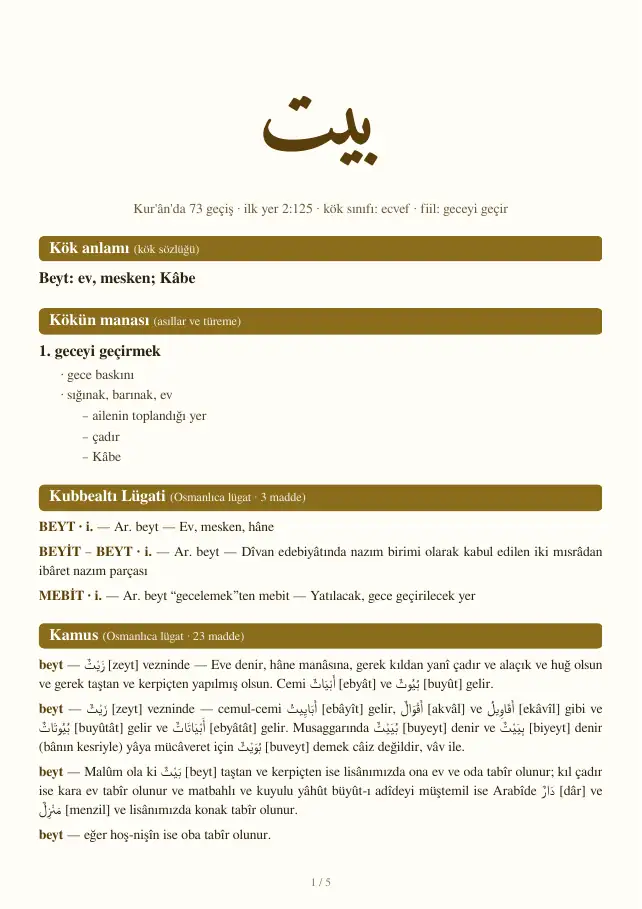 بيت
Kur'ân'da 73 geçiş · ilk yer 2:125 · kök sınıfı: ecvef · fiil: geceyi geçir
Kök anlamı (kök sözlüğü)
Beyt: ev, mesken; Kâbe
Kökün manası (asıllar ve türeme)
1. geceyi geçirmek
· gece baskını
· sığınak, barınak, ev
– ailenin toplandığı yer
– çadır
– Kâbe
Kubbealtı Lügati (Osmanlıca lügat · 3 madde)
BEYT · i. — Ar. beyt — Ev, mesken, hâne
BEYİT – BEYT · i. — Ar. beyt — Dîvan edebiyâtında nazım birimi olarak kabul edilen iki mısrâdan
ibâret nazım parçası
MEBİT · i. — Ar. beyt “gecelemek”ten mebit — Yatılacak, gece geçirilecek yer
Kamus (Osmanlıca lügat · 23 madde)
beyt — زَيْتٌ [zeyt] vezninde — Eve denir, hâne manâsına, gerek kıldan yanî çadır ve alaçık ve huğ olsun
ve gerek taştan ve kerpiçten yapılmış olsun. Cemi أَبْيَاتٌ [ebyât] ve بُيُوتٌ [buyût] gelir.
beyt — زَيْتٌ [zeyt] vezninde — cemul-cemi أَبَايِيتُ [ebâyît] gelir, أَقْوَالٌ [akvâl] ve أَقَاوِيلُ [ekâvîl] gibi ve
بُيُوتَاتٌ [buyûtât] gelir ve أَبْيَاتَاتٌ [ebyâtât] gelir. Musaggarında بُيَيْتٌ [buyeyt] denir ve بِيَيْتٌ [biyeyt] denir
(bânın kesriyle) yâya mücâveret için بُوَيْتٌ [buveyt] demek câiz değildir, vâv ile.
beyt — Malûm ola ki بَيْتٌ [beyt] taştan ve kerpiçten ise lisânımızda ona ev ve oda tabîr olunur; kıl çadır
ise kara ev tabîr olunur ve matbahlı ve kuyulu yâhût büyût-ı adîdeyi müştemil ise Arabîde دَارٌ [dâr] ve
مَنْزِلٌ [menzil] ve lisânımızda konak tabîr olunur.
beyt — eğer hoş-nişîn ise oba tabîr olunur.
1 / 5